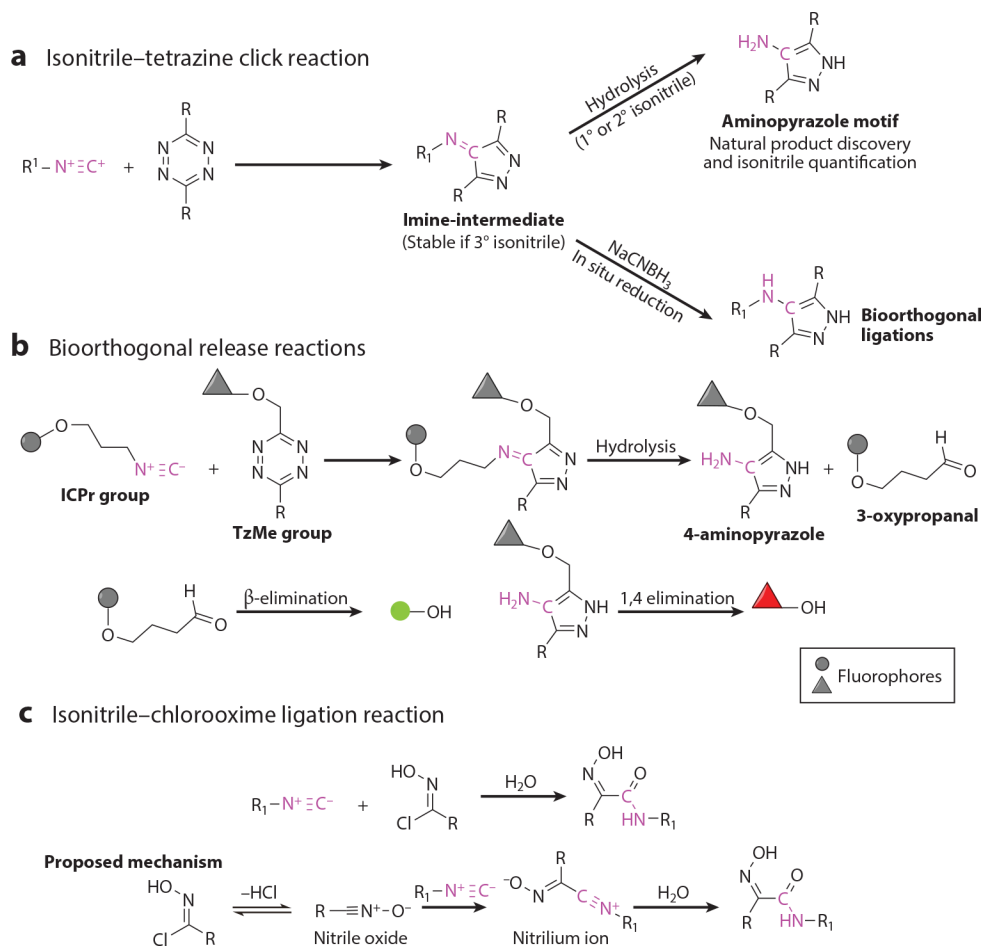 a Isonitrile–tetrazine click reaction
R¹–N⁺≡C⁺
+
R
N N
N N
R
N
R₁
C
R
N
N
R
Imine-intermediate
(Stable if 3° isonitrile)
Hydrolysis
(1° or 2° isonitrile)
H₂N
C
R
NH
N
R
Aminopyrazole motif
Natural product discovery
and isonitrile quantification
NaCNBH₃
In situ reduction
H
N
R₁
C
R
NH
N
R
Bioorthogonal
ligations
b Bioorthogonal release reactions
O
N⁺≡C⁻
ICPr group
+
O
N N
N N
R
TzMe group
O
O
N
C
N
N
R
Hydrolysis
O
H₂N
C
NH
N
R
4-aminopyrazole
+
O
H
O
3-oxypropanal
O
H
O
β-elimination
OH
O
H₂N
C
NH
N
R
1,4 elimination
OH
Fluorophores
c Isonitrile–chlorooxime ligation reaction
R₁–N⁺≡C⁻
+
HO
N
Cl
R
H₂O
OH
N
O
C
R
HN
R₁
Proposed mechanism
HO
N
Cl
R
–HCl
R
≡N⁺–O⁻
Nitrile oxide
R₁–N⁺≡C⁻
⁻O
N
R
C
≡N⁺
R₁
Nitrilium ion
H₂O
OH
N
O
C
R
HN
R₁